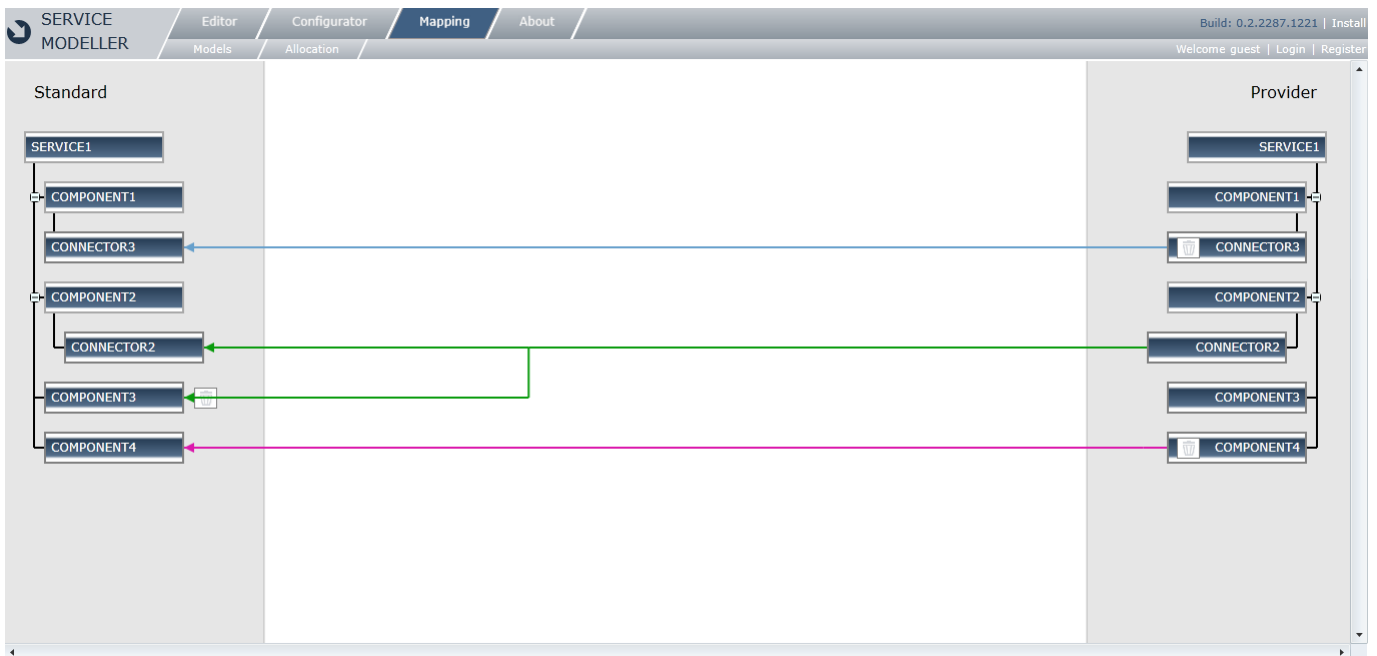 SERVICE
MODELLER
Editor
Configurator
Mapping
About
Build: 0.2.2287.1221 | Install
Models
Allocation
Welcome guest | Login | Register
Standard
Provider
SERVICE1
SERVICE1
COMPONENT1
COMPONENT1
CONNECTOR3
CONNECTOR3
COMPONENT2
COMPONENT2
CONNECTOR2
CONNECTOR2
COMPONENT3
COMPONENT3
COMPONENT4
COMPONENT4